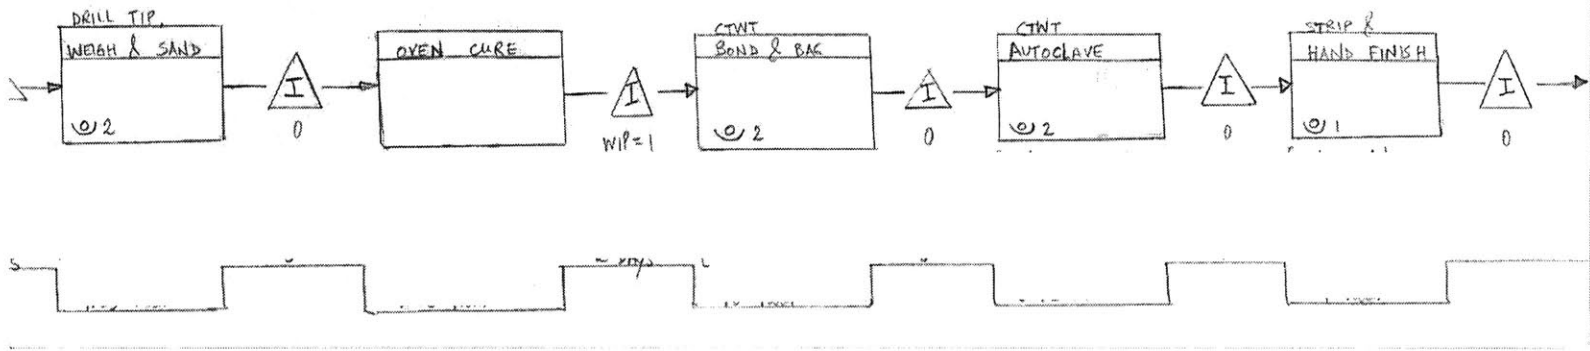 DRILL TIP,
WEIGH & SAND
2
I
0
OVEN CURE
I
WIP=1
CTWT
BOND & BAG
2
I
0
CTWT
AUTOCLAVE
2
I
0
STRIP &
HAND FINISH
1
I
0
DAYS